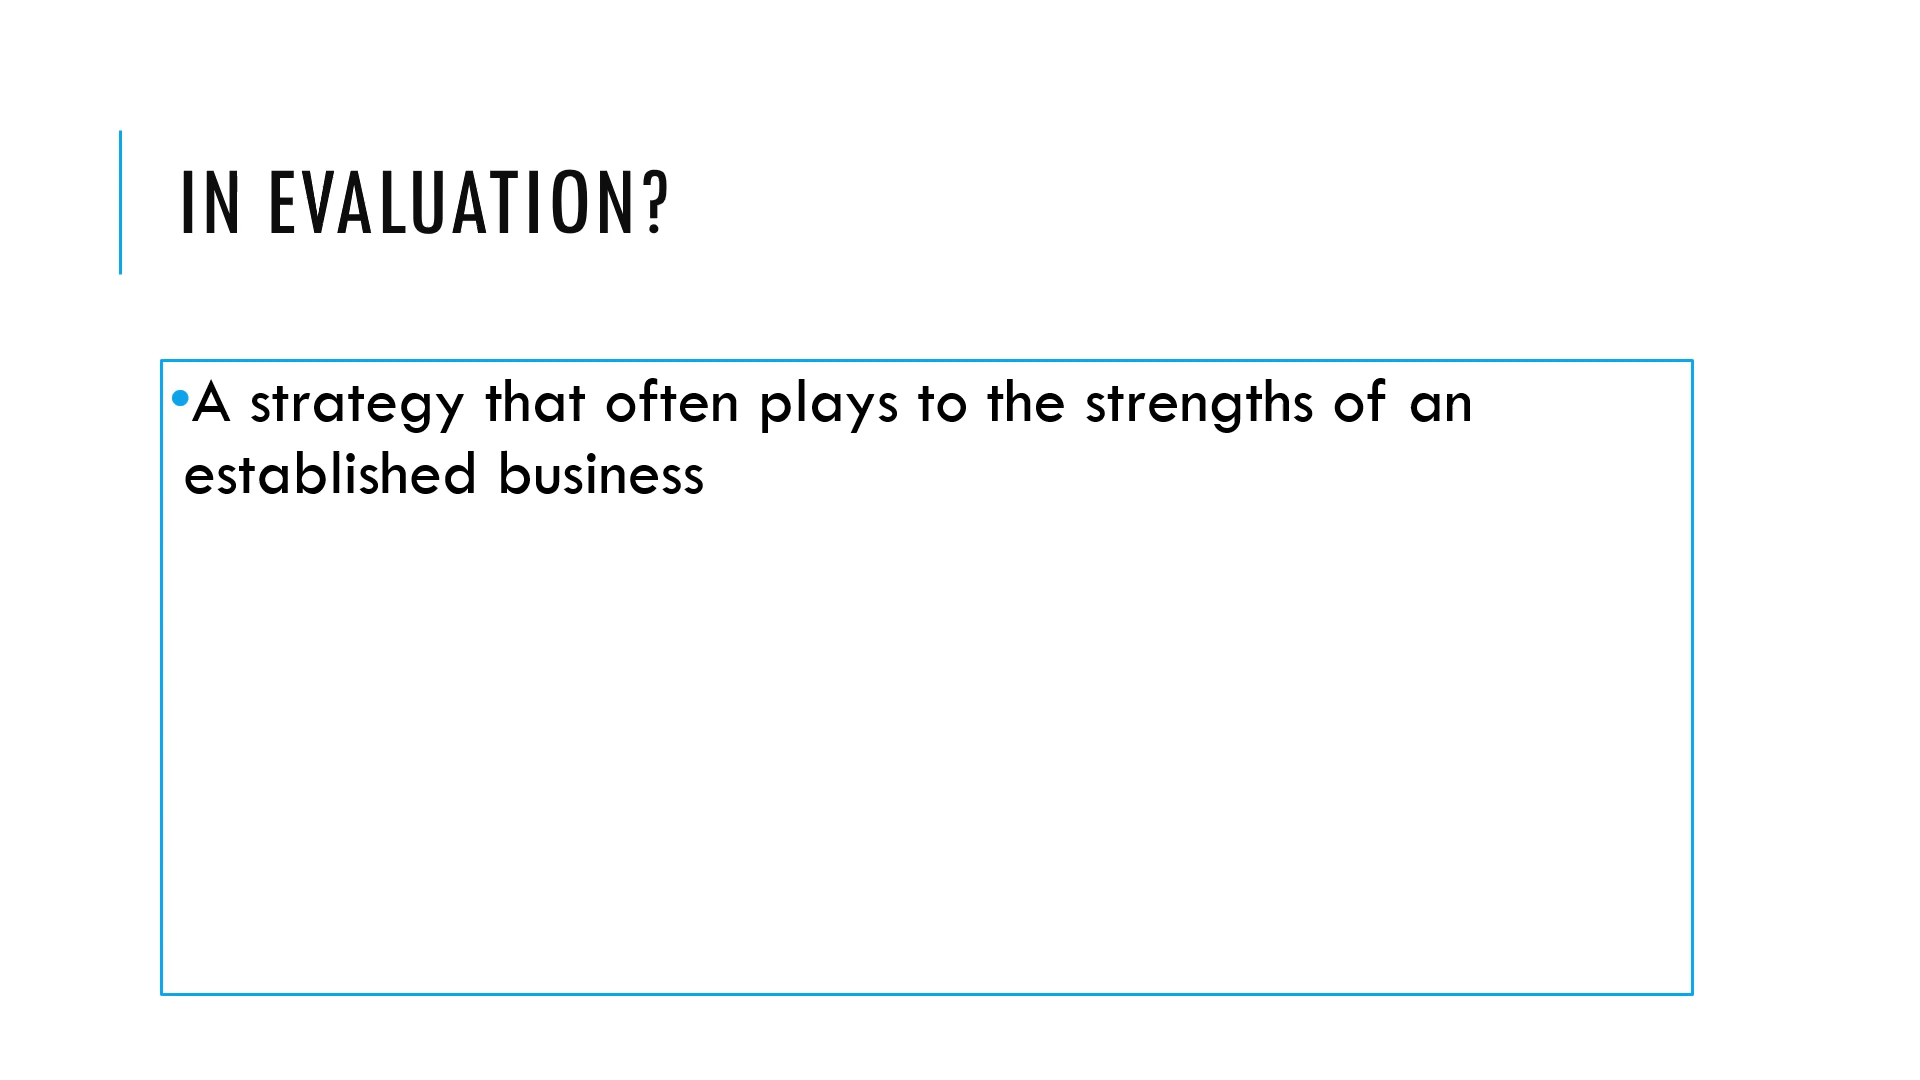 IN EVALUATION?
•A strategy that often plays to the strengths of an
established business